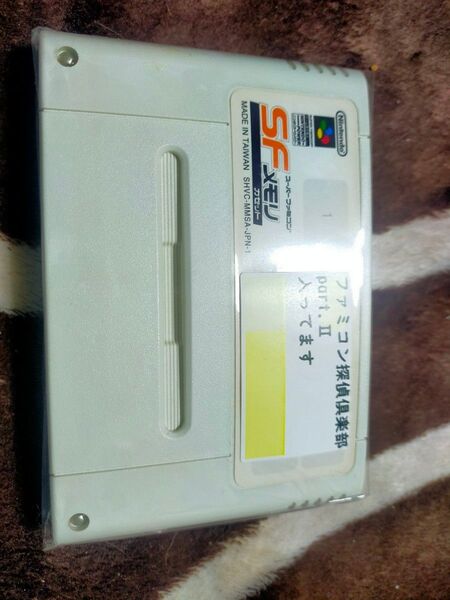 Nintendo
スーパーファミコン
SFメモリ
カセット
MADE IN TAIWAN SHVC-MMSA-JPN-1
1
ファミコン探偵倶楽部
part.Ⅱ
入ってます